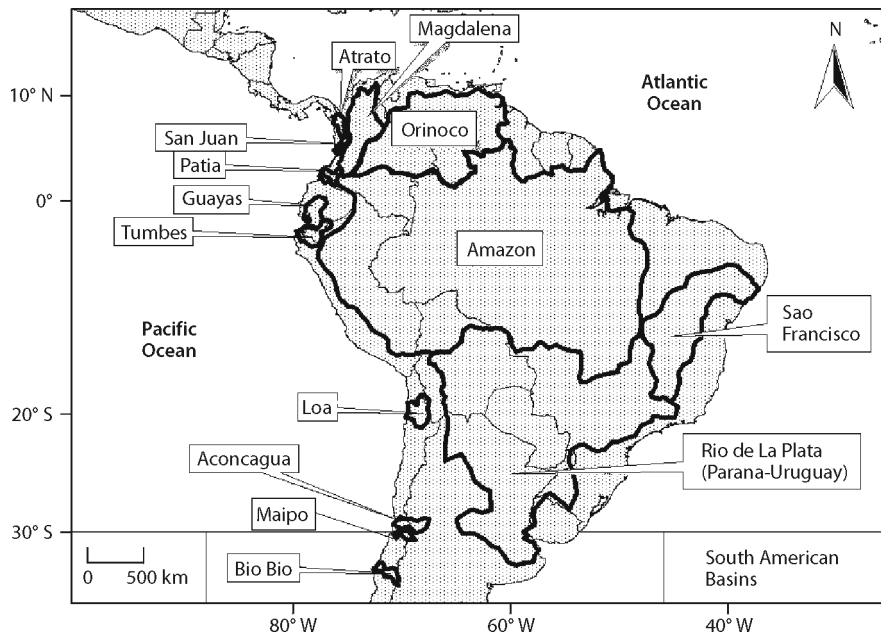 Magdalena
Atrato
N
Atlantic
Ocean
10° N
Orinoco
San Juan
Patia
Guayas
0°
Tumbes
Amazon
Pacific
Ocean
Sao
Francisco
Loa
20° S
Rio de La Plata
(Parana-Uruguay)
Aconcagua
Maipo
30° S
0 500 km
Bio Bio
South American
Basins
80° W 60° W 40° W